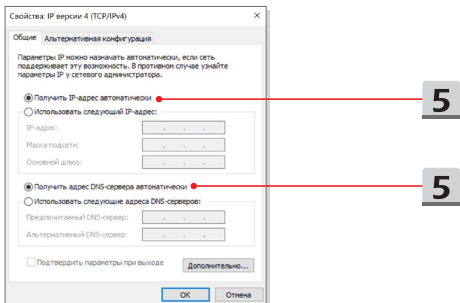 Свойства: IP версии 4 (TCP/IPv4)
Общие
Альтернативная конфигурация
Параметры IP можно назначать автоматически, если сеть
поддерживает эту возможность. В противном случае узнайте
параметры IP у сетевого администратора.
Получить IP-адрес автоматически
5
Использовать следующий IP-адрес:
IP-адрес:
Маска подсети:
Основной шлюз:
Получить адрес DNS-сервера автоматически
5
Использовать следующие адреса DNS-серверов:
Предпочитаемый DNS-сервер:
Альтернативный DNS-сервер:
Подтвердить параметры при выходе
Дополнительно...
ОК
Отмена